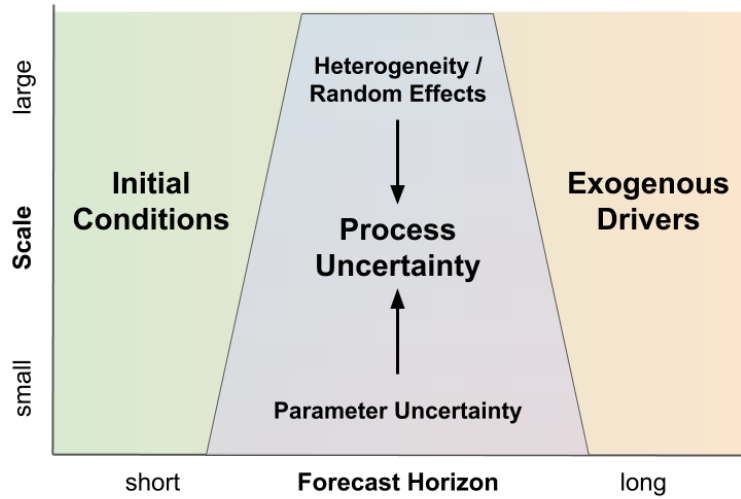 large
Scale
small
Initial
Conditions
Heterogeneity /
Random Effects
Process
Uncertainty
Parameter Uncertainty
Exogenous
Drivers
short
Forecast Horizon
long